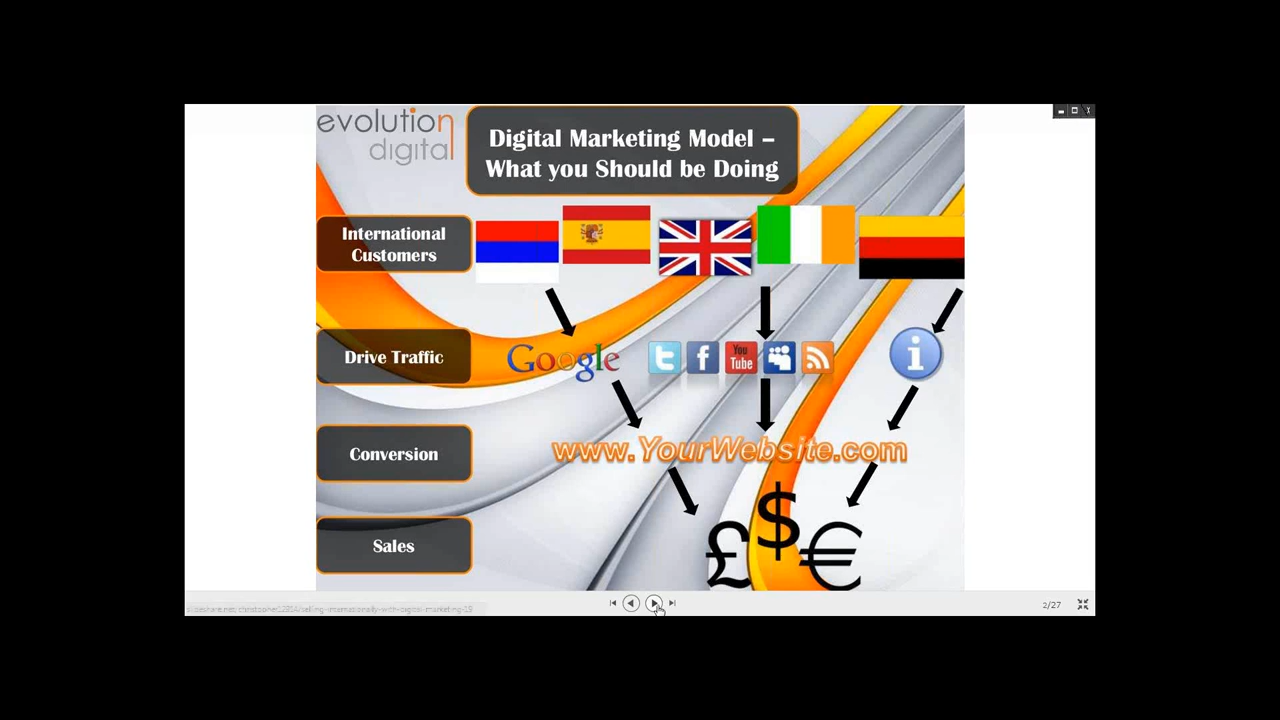 evolution
digital
Digital Marketing Model –
What you Should be Doing
International
Customers
Drive Traffic
Google
You
Tube
Conversion
www.YourWebsite.com
Sales
£ $ €
2/27